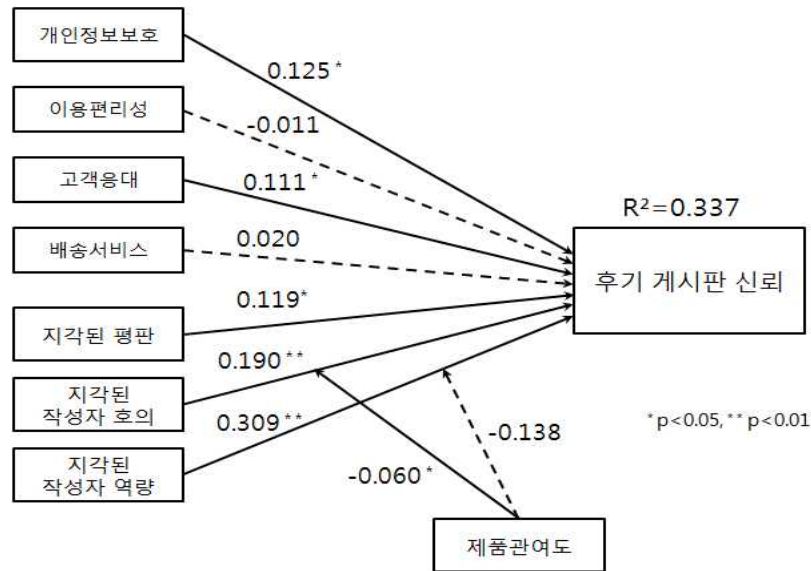 개인정보보호
0.125 *
이용편리성
-0.011
고객응대
0.111 *
R²=0.337
배송서비스
0.020
후기 게시판 신뢰
0.119*
지각된 평판
0.190 **
지각된
작성자 호의
0.309 **
* p<0.05, ** p<0.01
-0.138
지각된
작성자 역량
-0.060 *
제품관여도